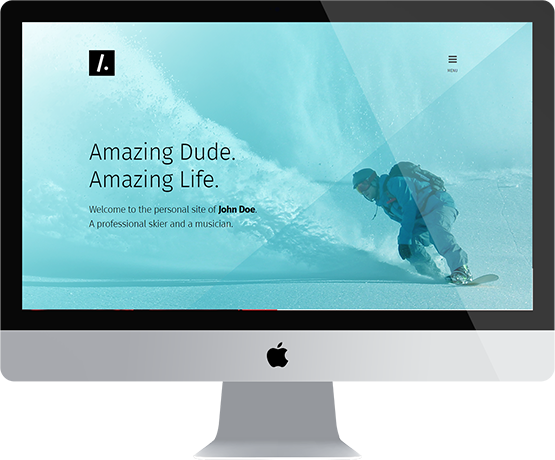 /.
MENU
Amazing Dude.
Amazing Life.
Welcome to the personal site of John Doe.
A professional skier and a musician.